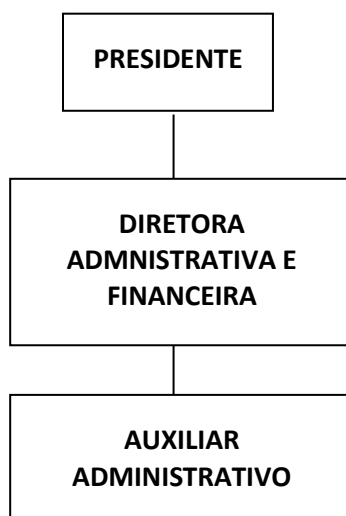 PRESIDENTE
DIRETORA
ADMNISTRATIVA E
FINANCEIRA
AUXILIAR
ADMINISTRATIVO